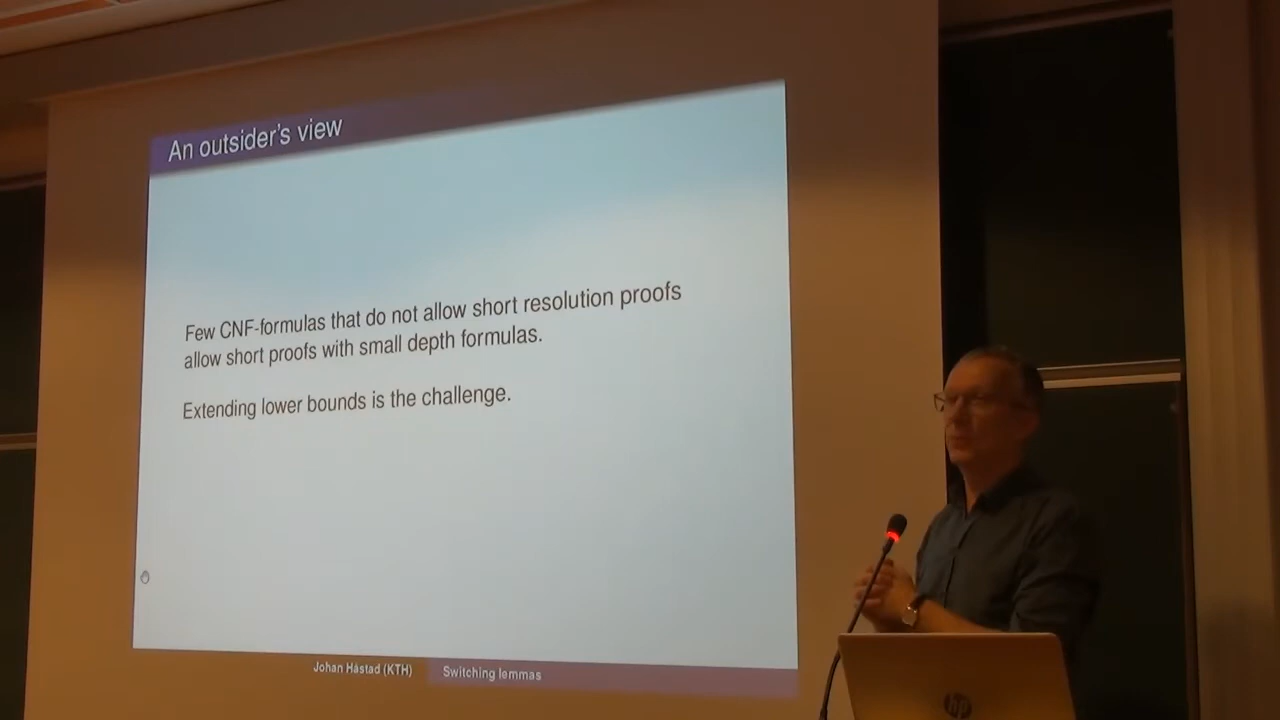 An outsider's view
Few CNF-formulas that do not allow short resolution proofs
allow short proofs with small depth formulas.
Extending lower bounds is the challenge.
Johan Håstad (KTH)
Switching lemmas
hp